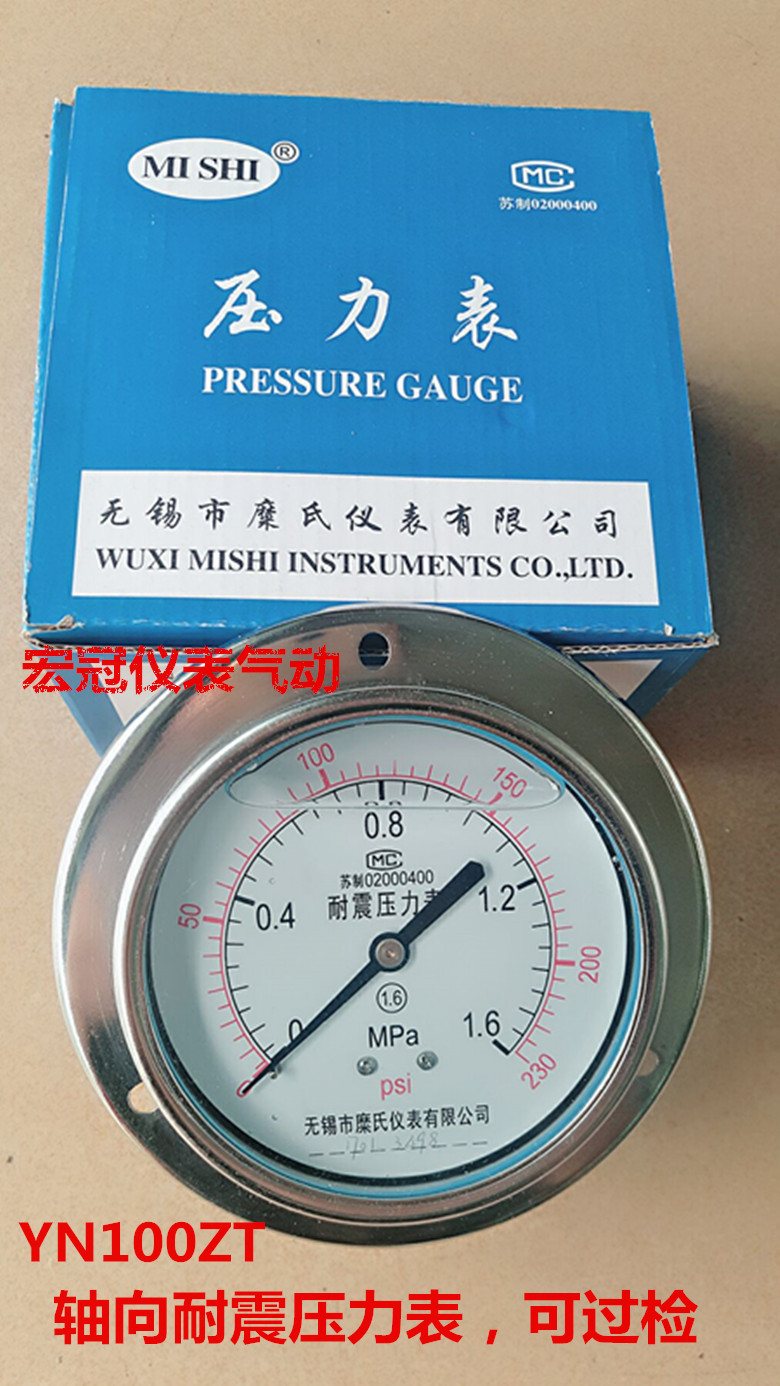 MI SHI®
MC
苏制02000400
压力表
PRESSURE GAUGE
无锡市糜氏仪表有限公司
WUXI MISHI INSTRUMENTS CO.,LTD.
宏冠仪表气动
100
150
0.8
MC
苏制02000400
耐震压力表
50
0.4
1.2
200
1.6
0
MPa
1.6
230
0
psi
无锡市糜氏仪表有限公司
YN100ZT
轴向耐震压力表，可过检